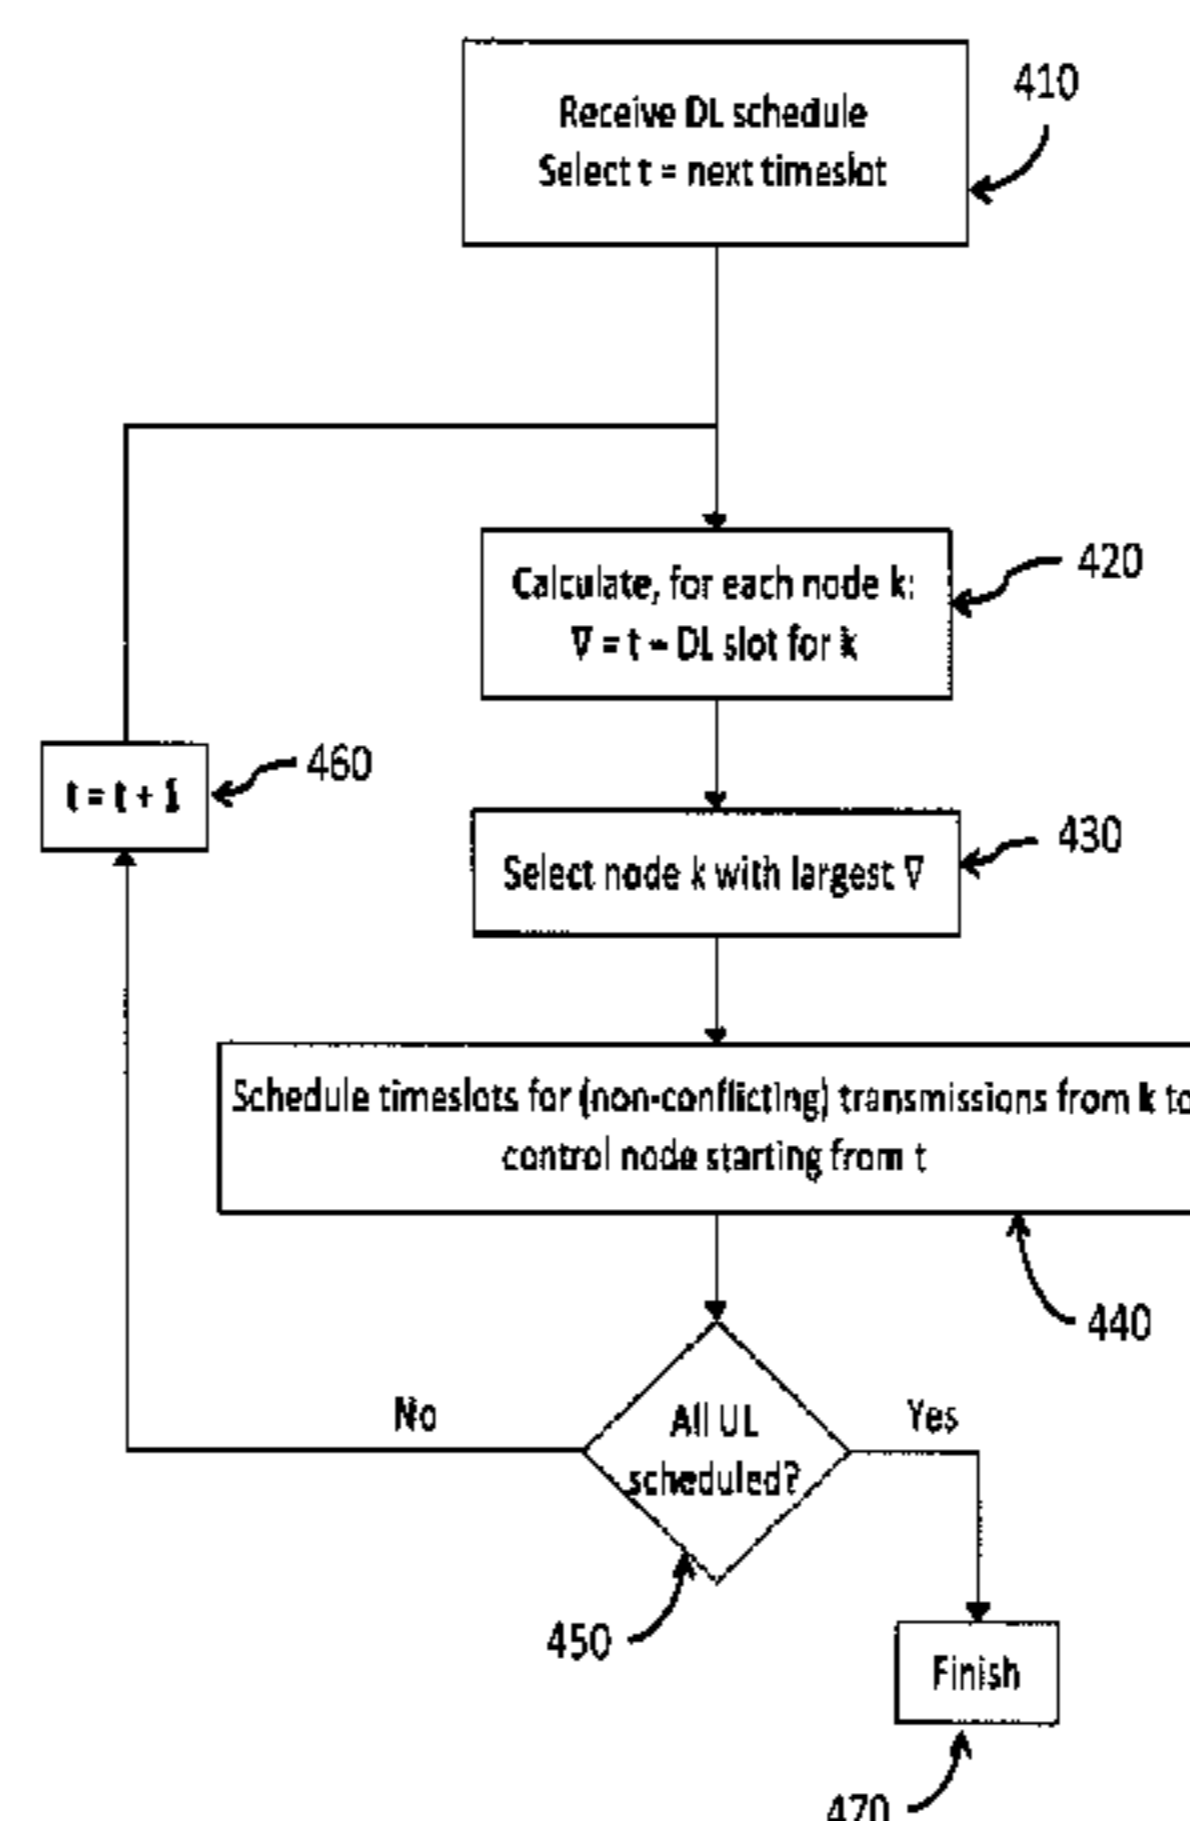 Receive DL schedule
Select t = next timeslot
410
Calculate, for each node k:
∇ = t – DL slot for k
420
t = t + 1
460
Select node k with largest ∇
430
Schedule timeslots for (non-conflicting) transmissions from k to
control node starting from t
440
No
All UL
scheduled?
Yes
450
Finish
470